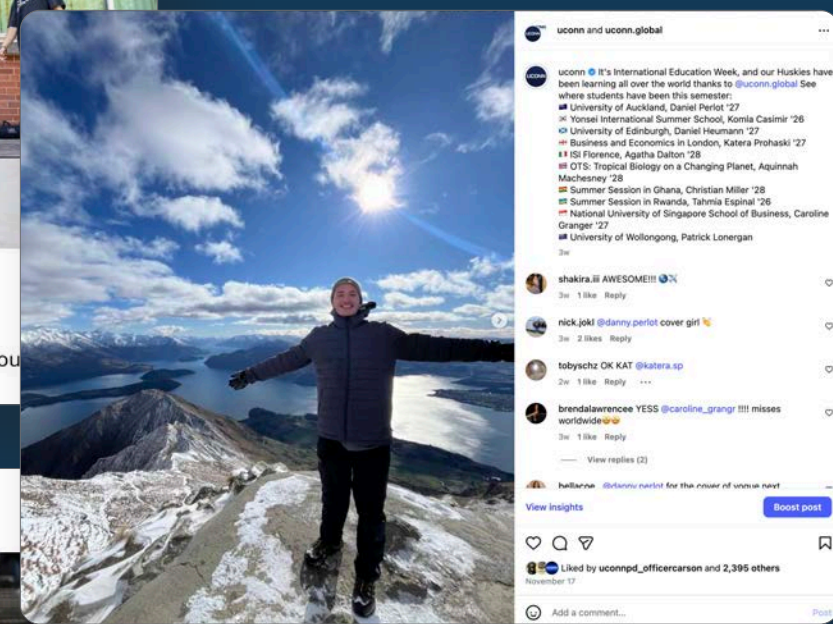 uconn and uconn.global
uconn It's International Education Week, and our Huskies have
been learning all over the world thanks to @uconn.global See
where students have been this semester:
🇦🇺 University of Auckland, Daniel Perlot '27
🇰🇷 Yonsei International Summer School, Komla Casimir '26
🏴󠁧󠁢󠁳󠁣󠁴󠁿 University of Edinburgh, Daniel Heumann '27
🏴󠁧󠁢󠁥󠁮󠁧󠁿 Business and Economics in London, Katera Prohaski '27
🇮🇹 ISI Florence, Agatha Dalton '28
🇨🇷 OTS: Tropical Biology on a Changing Planet, Aquinnah
Machesney '28
🇬🇭 Summer Session in Ghana, Christian Miller '28
🇷🇼 Summer Session in Rwanda, Tahmia Espinal '26
🇸🇬 National University of Singapore School of Business, Caroline
Granger '27
🇦🇺 University of Wollongong, Patrick Lonergan
3w
shakira.iii AWESOME!!! 🌎✈️
3w 1 like Reply
nick.jokl @danny.perlot cover girl 👏
3w 2 likes Reply
tobyschz OK KAT @katera.sp
2w 1 like Reply
brendalawrencee YESS @caroline_grangr !!!! misses
worldwide🤩🤩
3w 1 like Reply
View replies (2)
bellacoe @danny.perlot for the cover of vogue next
View insights
Boost post
Liked by uconnpd_officercarson and 2,395 others
November 17
Add a comment...
Post
ou